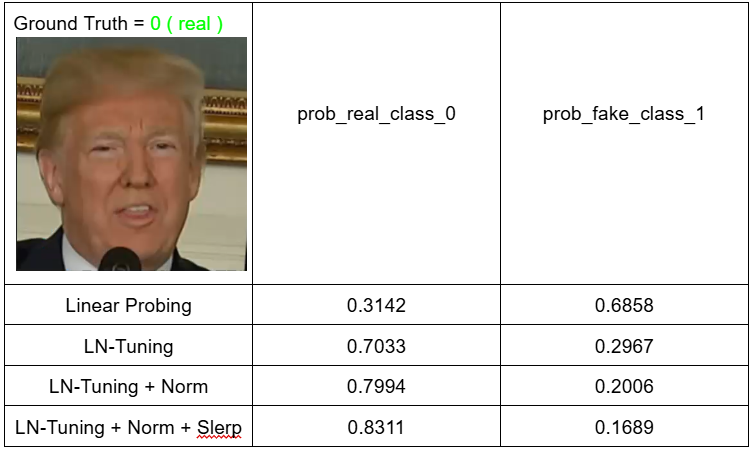 Ground Truth = 0 ( real )
prob_real_class_0 prob_fake_class_1
Linear Probing 0.3142 0.6858
LN-Tuning 0.7033 0.2967
LN-Tuning + Norm 0.7994 0.2006
LN-Tuning + Norm + Slerp 0.8311 0.1689